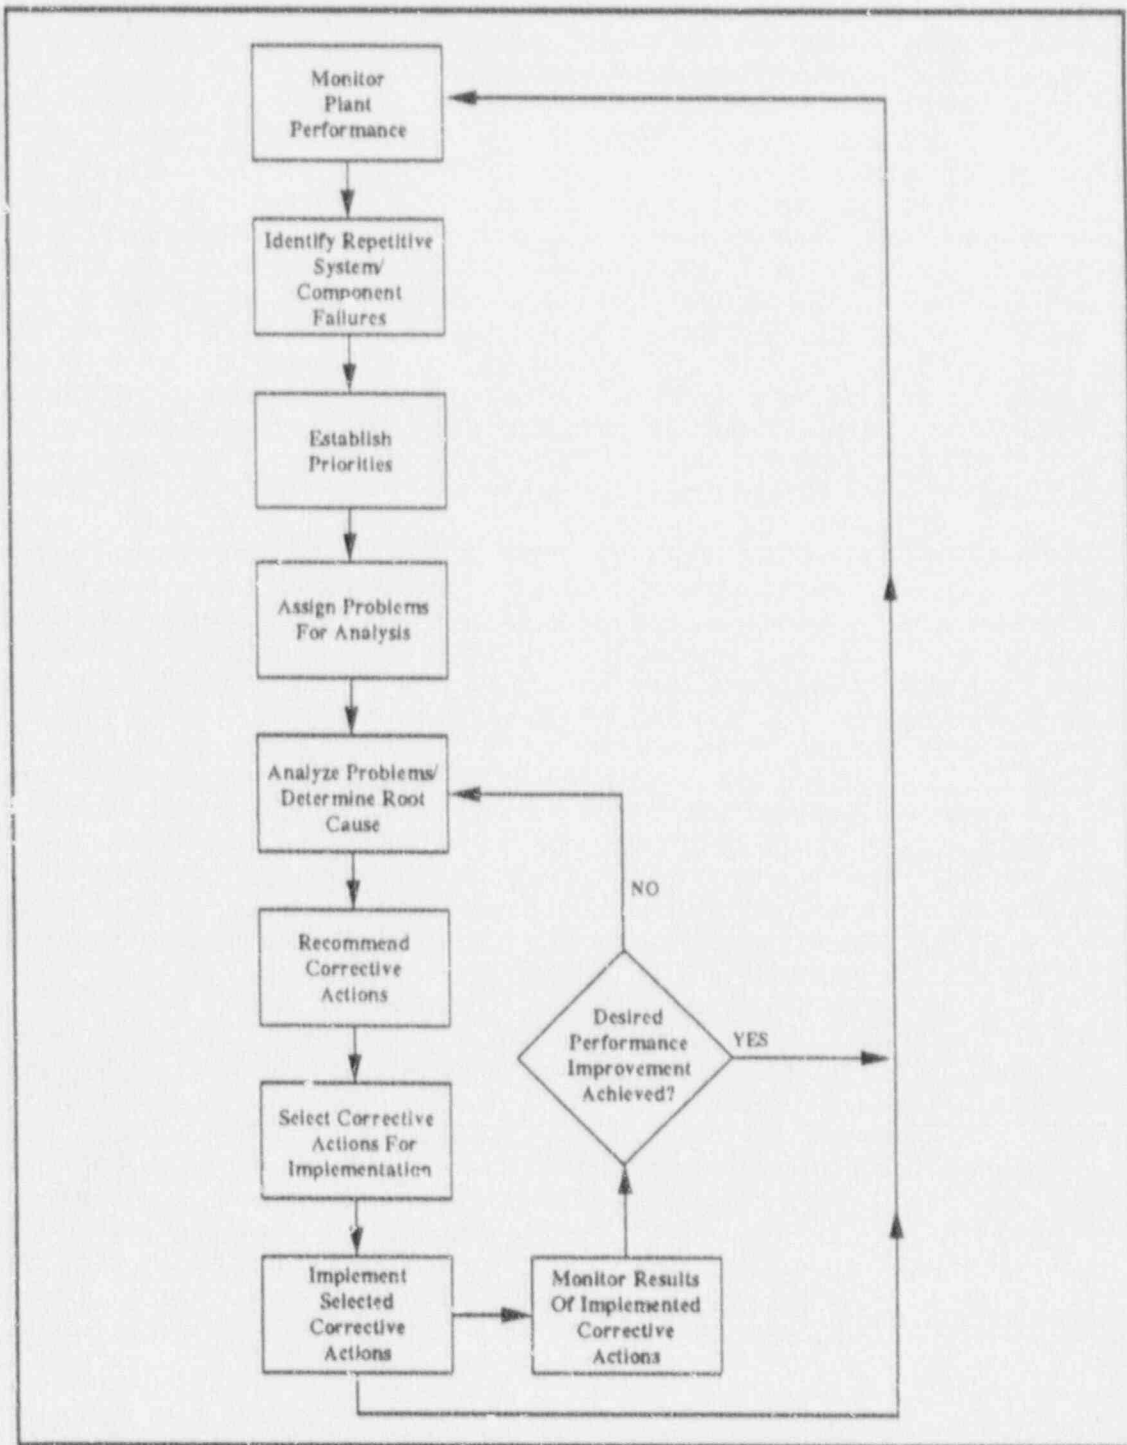 Monitor
Plant
Performance
Identify Repetitive
System/
Component
Failures
Establish
Priorities
Assign Problems
For Analysis
Analyze Problems/
Determine Root
Cause
NO
Recommend
Corrective
Actions
Desired
Performance
Improvement
Achieved?
YES
Select Corrective
Actions For
Implementation
Implement
Selected
Corrective
Actions
Monitor Results
Of Implemented
Corrective
Actions